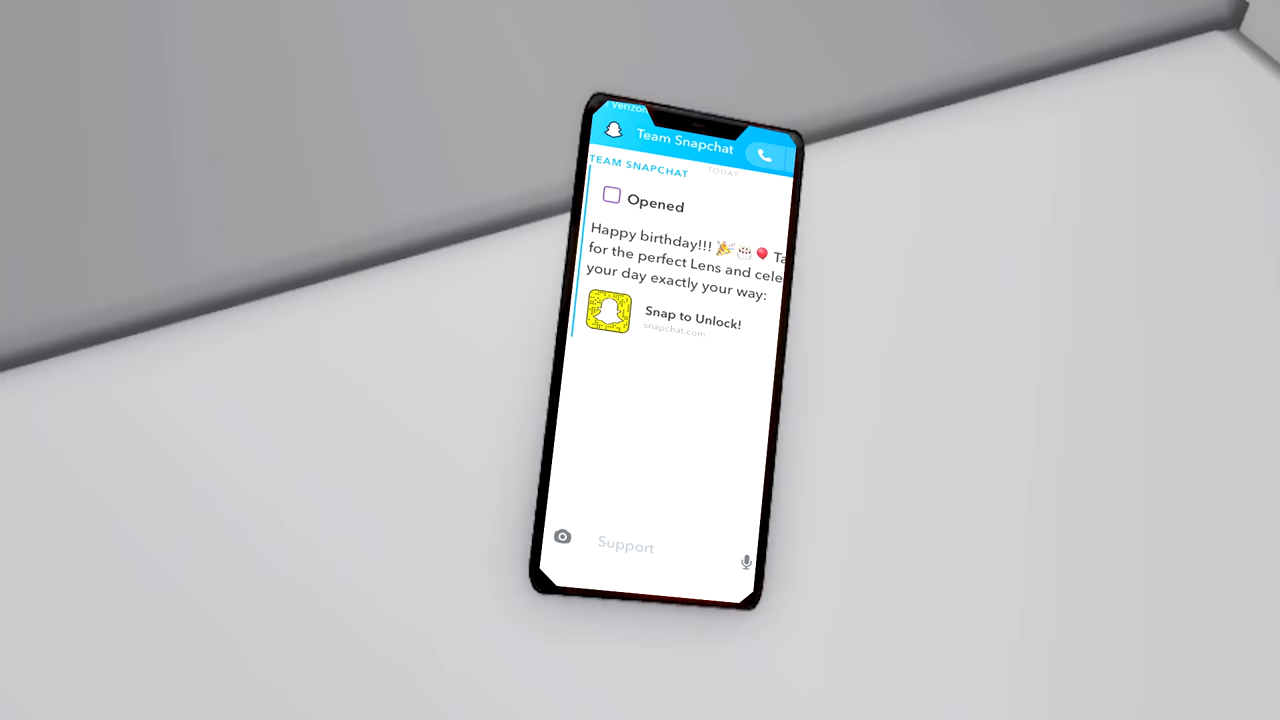 Team Snapchat
TEAM SNAPCHAT
TODAY
Opened
Happy birthday!!! 🎉🎂🎈
for the perfect Lens and
your day exactly your way:
Snap to Unlock!
snapchat.com
Support